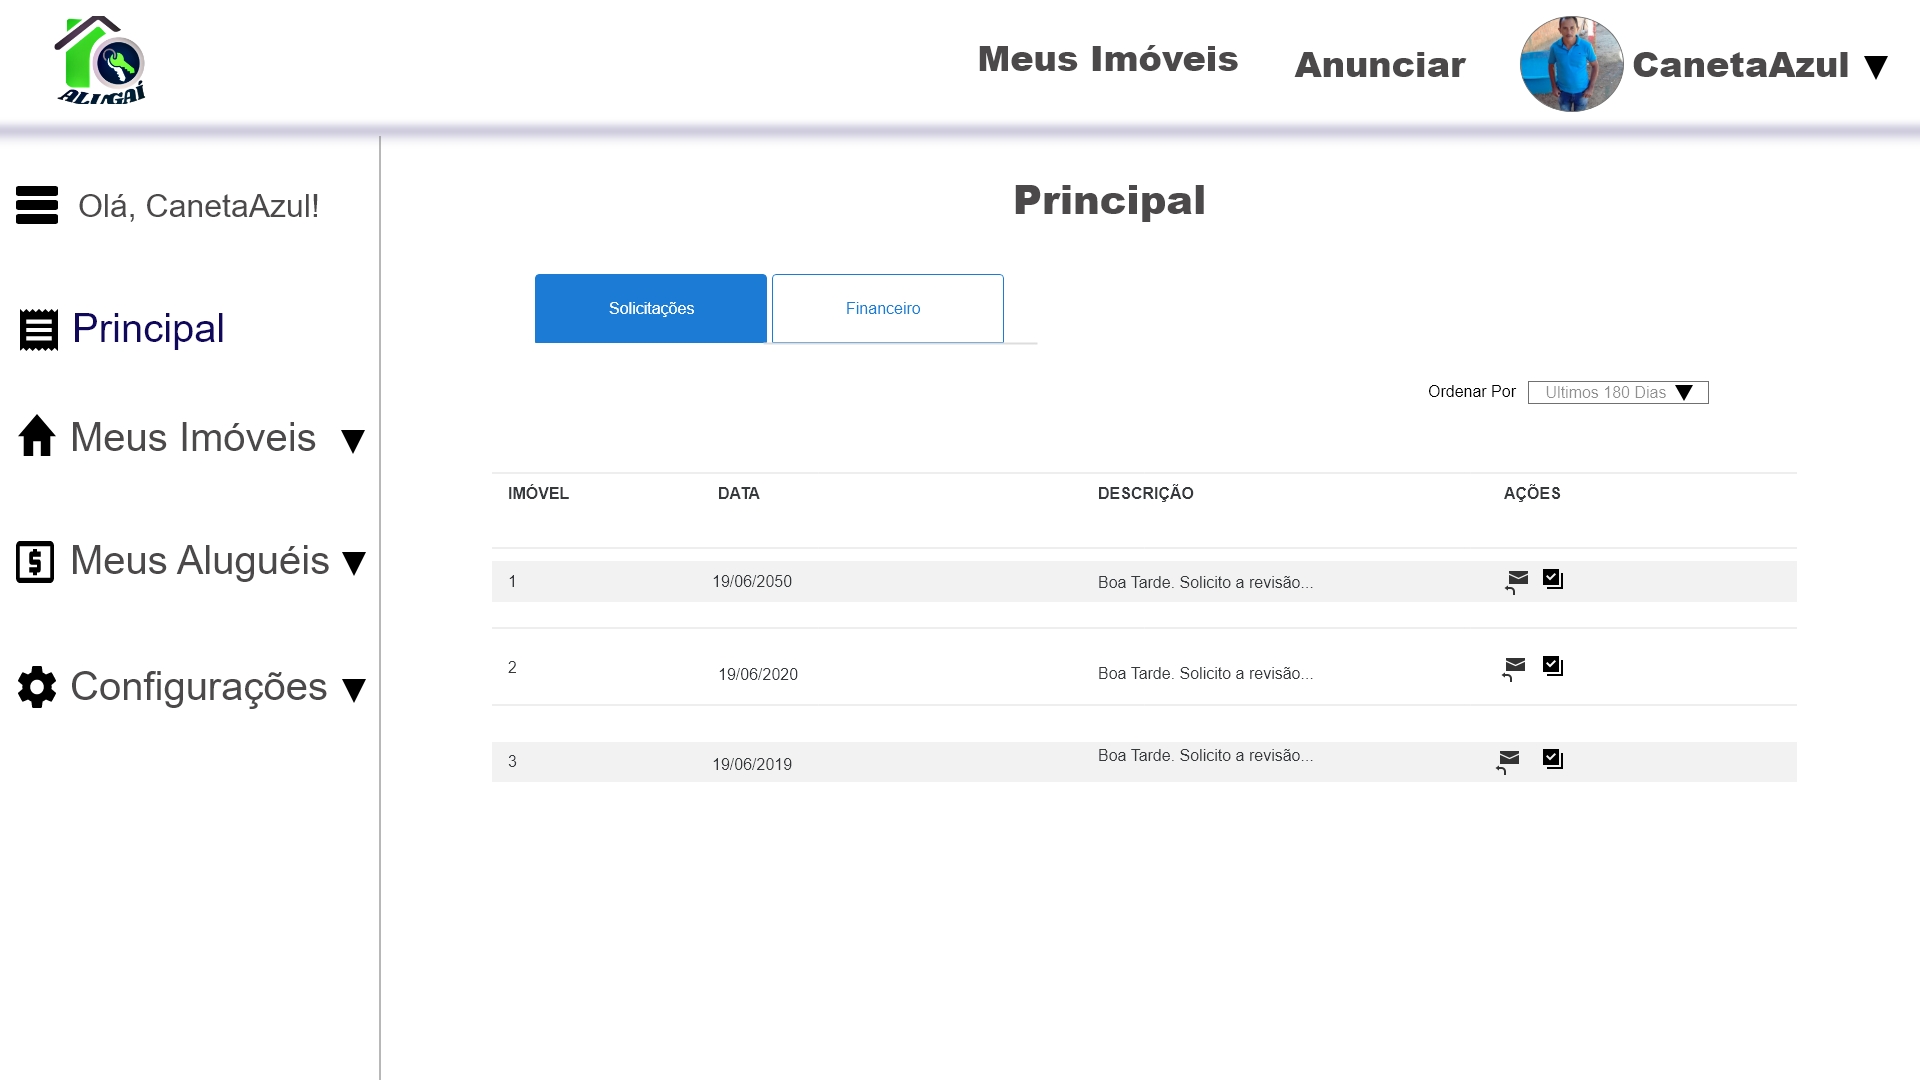 ALUGAÍ
Meus Imóveis
Anunciar
CanetaAzul
Olá, CanetaAzul!
Principal
Meus Imóveis
Meus Aluguéis
Configurações
Principal
Solicitações
Financeiro
Ordenar Por
Ultimos 180 Dias
IMÓVEL DATA DESCRIÇÃO AÇÕES
1 19/06/2050 Boa Tarde. Solicito a revisão...
2 19/06/2020 Boa Tarde. Solicito a revisão...
3 19/06/2019 Boa Tarde. Solicito a revisão...